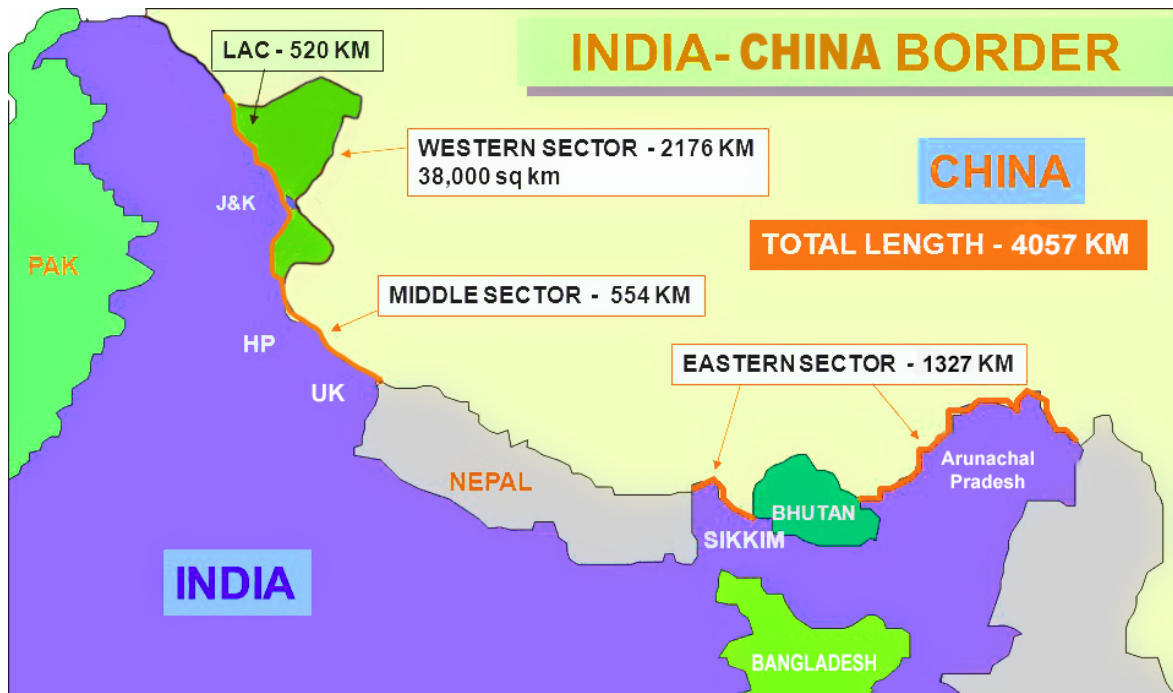 INDIA- CHINA BORDER
LAC - 520 KM
WESTERN SECTOR - 2176 KM
38,000 sq km
CHINA
J&K
TOTAL LENGTH - 4057 KM
PAK
MIDDLE SECTOR - 554 KM
HP
EASTERN SECTOR - 1327 KM
UK
Arunachal
Pradesh
NEPAL
BHUTAN
SIKKIM
INDIA
BANGLADESH